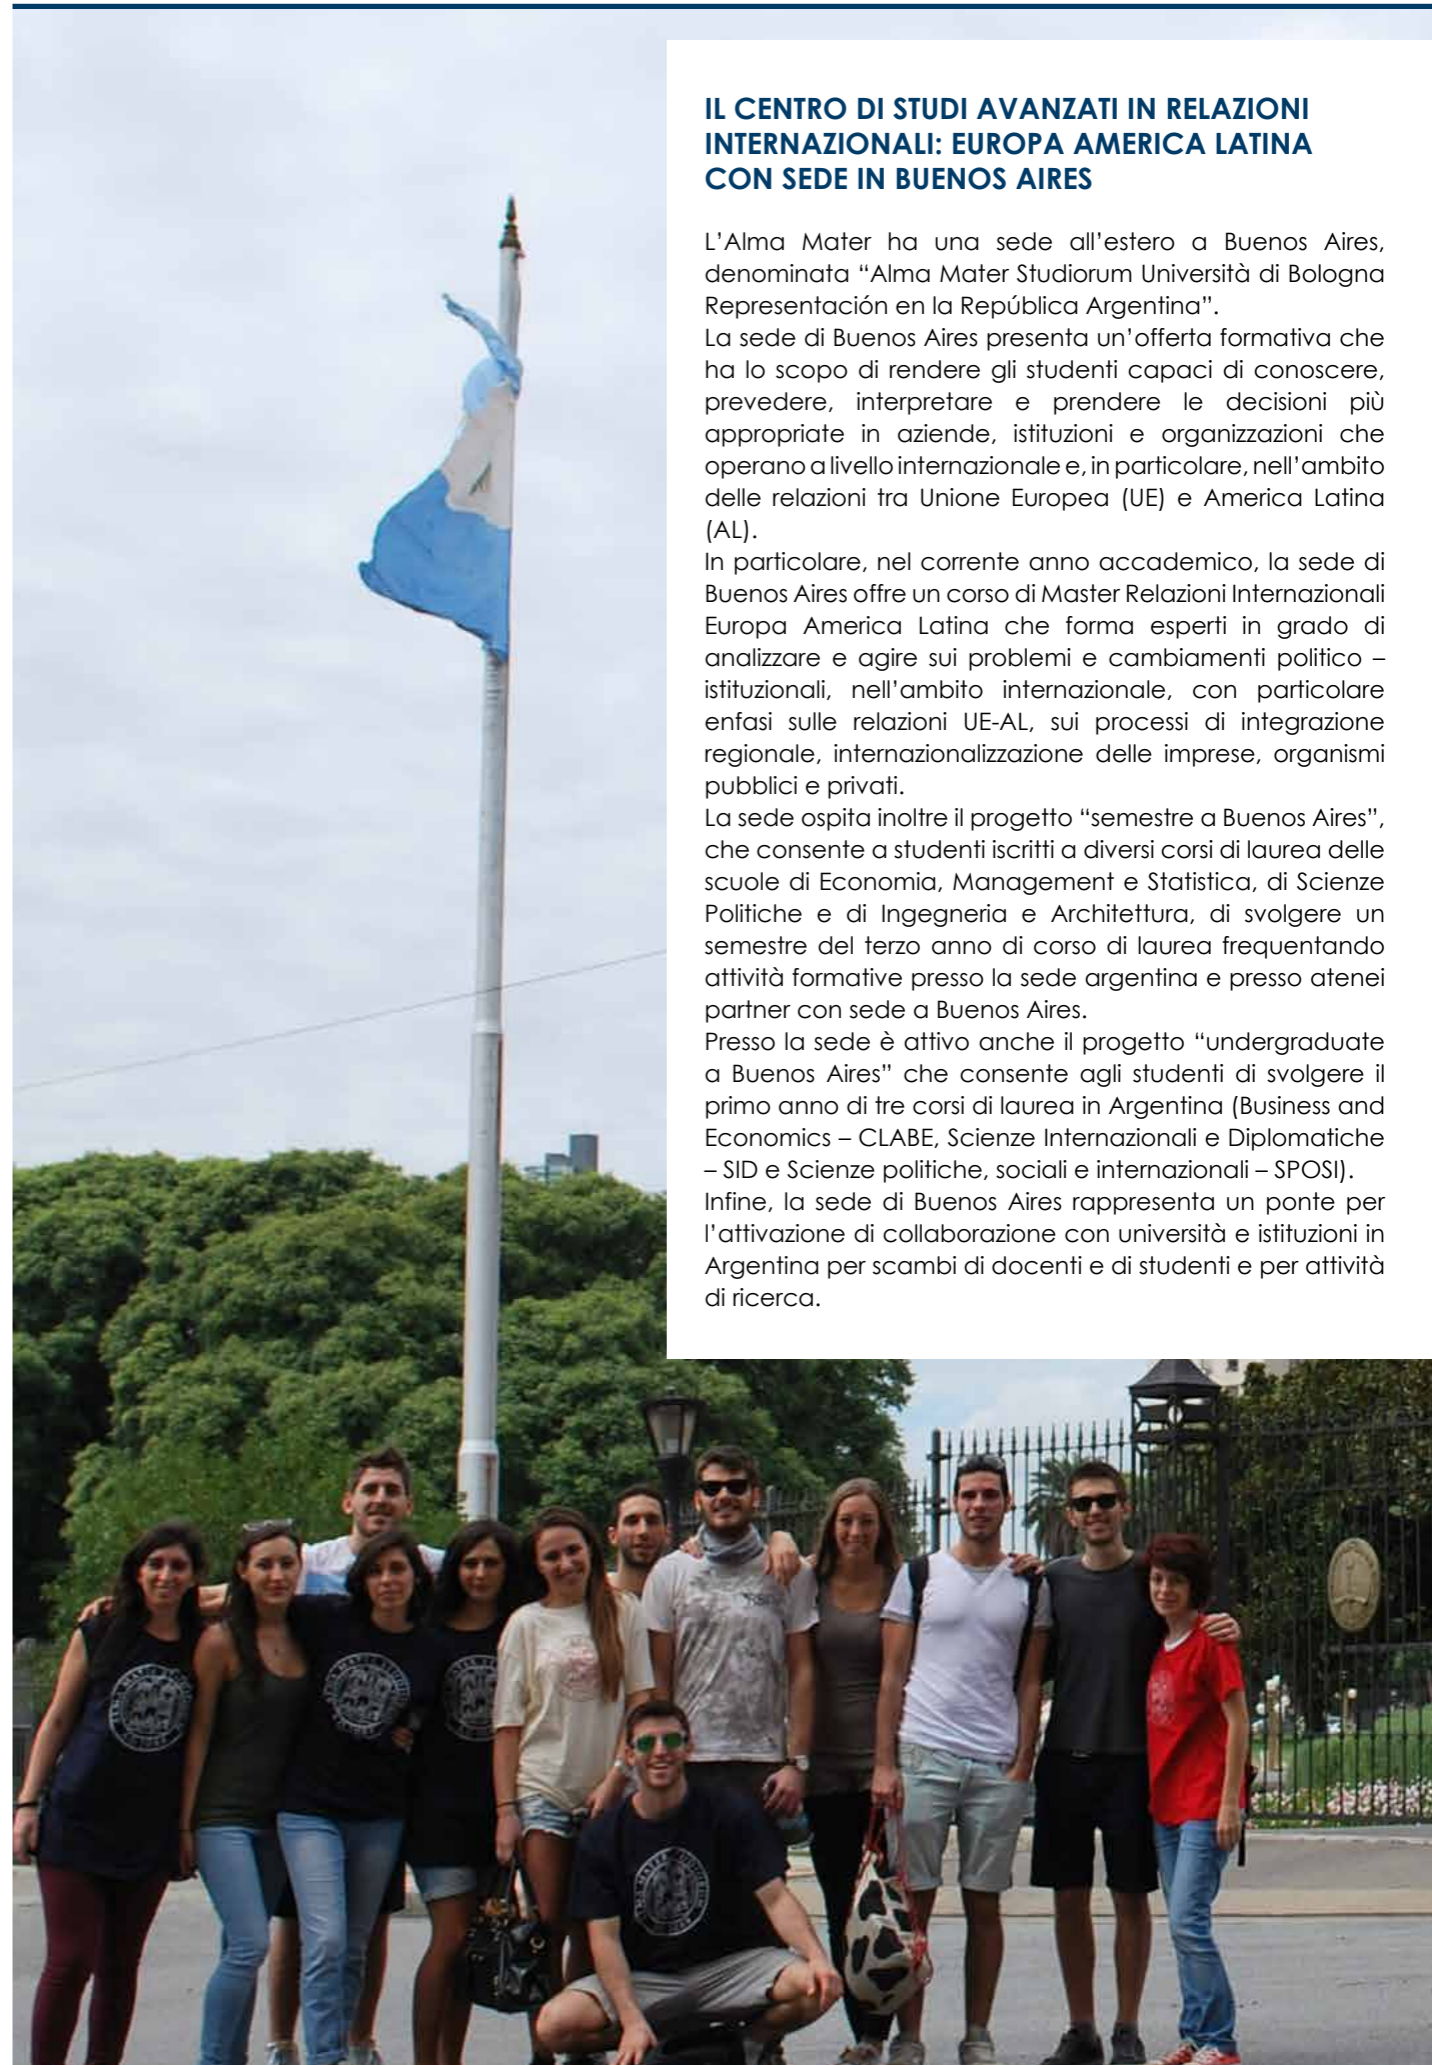 IL CENTRO DI STUDI AVANZATI IN RELAZIONI
INTERNAZIONALI: EUROPA AMERICA LATINA
CON SEDE IN BUENOS AIRES
L'Alma Mater ha una sede all'estero a Buenos Aires,
denominata “Alma Mater Studiorum Università di Bologna
Representación en la República Argentina”.
La sede di Buenos Aires presenta un'offerta formativa che
ha lo scopo di rendere gli studenti capaci di conoscere,
prevedere, interpretare e prendere le decisioni più
appropriate in aziende, istituzioni e organizzazioni che
operano a livello internazionale e, in particolare, nell'ambito
delle relazioni tra Unione Europea (UE) e America Latina
(AL).
In particolare, nel corrente anno accademico, la sede di
Buenos Aires offre un corso di Master Relazioni Internazionali
Europa America Latina che forma esperti in grado di
analizzare e agire sui problemi e cambiamenti politico –
istituzionali, nell'ambito internazionale, con particolare
enfasi sulle relazioni UE-AL, sui processi di integrazione
regionale, internazionalizzazione delle imprese, organismi
pubblici e privati.
La sede ospita inoltre il progetto “semestre a Buenos Aires”,
che consente a studenti iscritti a diversi corsi di laurea delle
scuole di Economia, Management e Statistica, di Scienze
Politiche e di Ingegneria e Architettura, di svolgere un
semestre del terzo anno di corso di laurea frequentando
attività formative presso la sede argentina e presso atenei
partner con sede a Buenos Aires.
Presso la sede è attivo anche il progetto “undergraduate
a Buenos Aires” che consente agli studenti di svolgere il
primo anno di tre corsi di laurea in Argentina (Business and
Economics – CLABE, Scienze Internazionali e Diplomatiche
– SID e Scienze politiche, sociali e internazionali – SPOSI).
Infine, la sede di Buenos Aires rappresenta un ponte per
l'attivazione di collaborazione con università e istituzioni in
Argentina per scambi di docenti e di studenti e per attività
di ricerca.